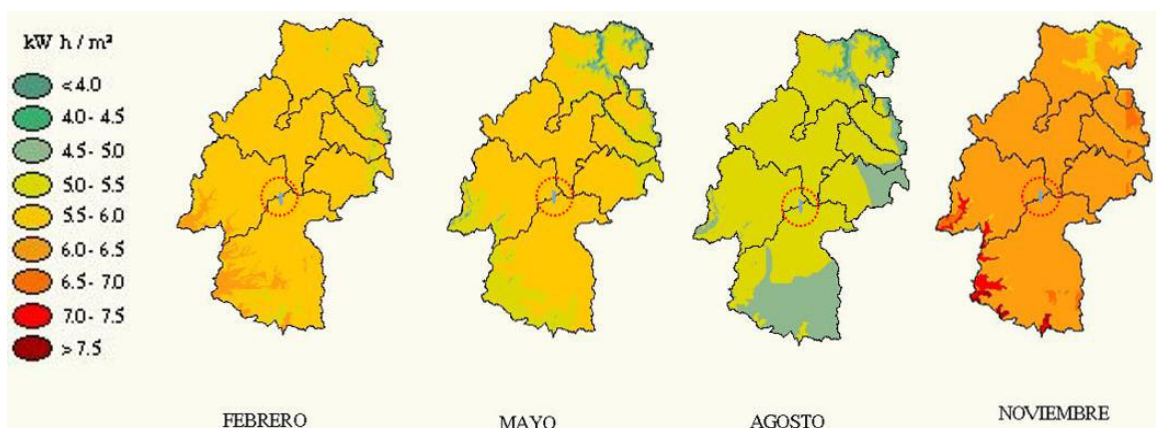 kW h / m²
< 4.0
4.0 - 4.5
4.5 - 5.0
5.0 - 5.5
5.5 - 6.0
6.0 - 6.5
6.5 - 7.0
7.0 - 7.5
> 7.5
FEBRERO
MAYO
AGOSTO
NOVIEMBRE